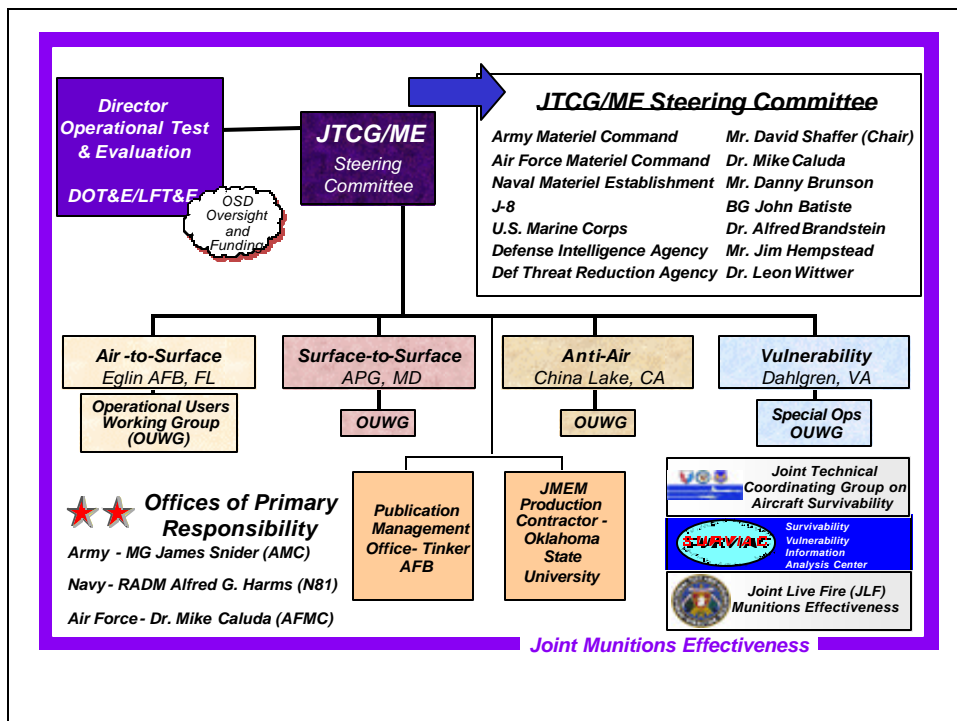 Director
Operational Test
& Evaluation
DOT&E/LFT&E
OSD
Oversight
and
Funding
JTCG/ME
Steering
Committee
JTCG/ME Steering Committee
Army Materiel Command Mr. David Shaffer (Chair)
Air Force Materiel Command Dr. Mike Caluda
Naval Materiel Establishment Mr. Danny Brunson
J-8 BG John Batiste
U.S. Marine Corps Dr. Alfred Brandstein
Defense Intelligence Agency Mr. Jim Hempstead
Def Threat Reduction Agency Dr. Leon Wittwer
Air-to-Surface
Eglin AFB, FL
Operational Users
Working Group
(OUWG)
Surface-to-Surface
APG, MD
OUWG
Anti-Air
China Lake, CA
OUWG
Vulnerability
Dahlgren, VA
Special Ops
OUWG
Publication
Management
Office- Tinker
AFB
JMEM
Production
Contractor -
Oklahoma
State
University
Offices of Primary
Responsibility
Army - MG James Snider (AMC)
Navy - RADM Alfred G. Harms (N81)
Air Force - Dr. Mike Caluda (AFMC)
Joint Technical
Coordinating Group on
Aircraft Survivability
SURVIAC
Survivability
Vulnerability
Information
Analysis Center
Joint Live Fire (JLF)
Munitions Effectiveness
Joint Munitions Effectiveness